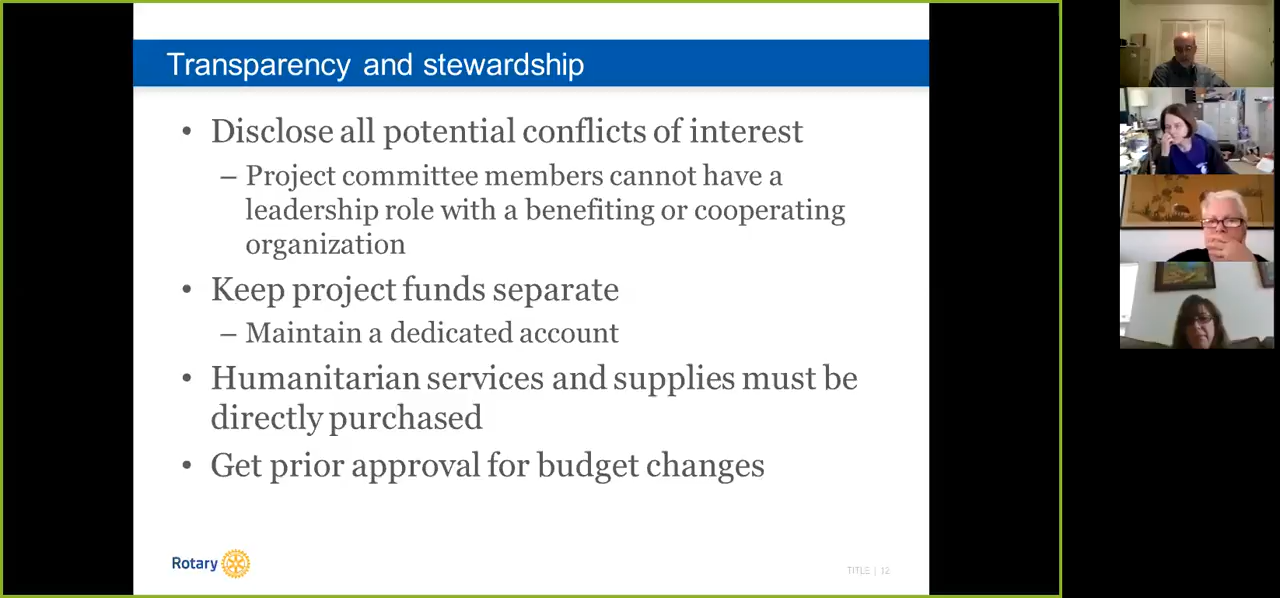 Transparency and stewardship
• Disclose all potential conflicts of interest
– Project committee members cannot have a
leadership role with a benefiting or cooperating
organization
• Keep project funds separate
– Maintain a dedicated account
• Humanitarian services and supplies must be
directly purchased
• Get prior approval for budget changes
Rotary
TITLE | 12